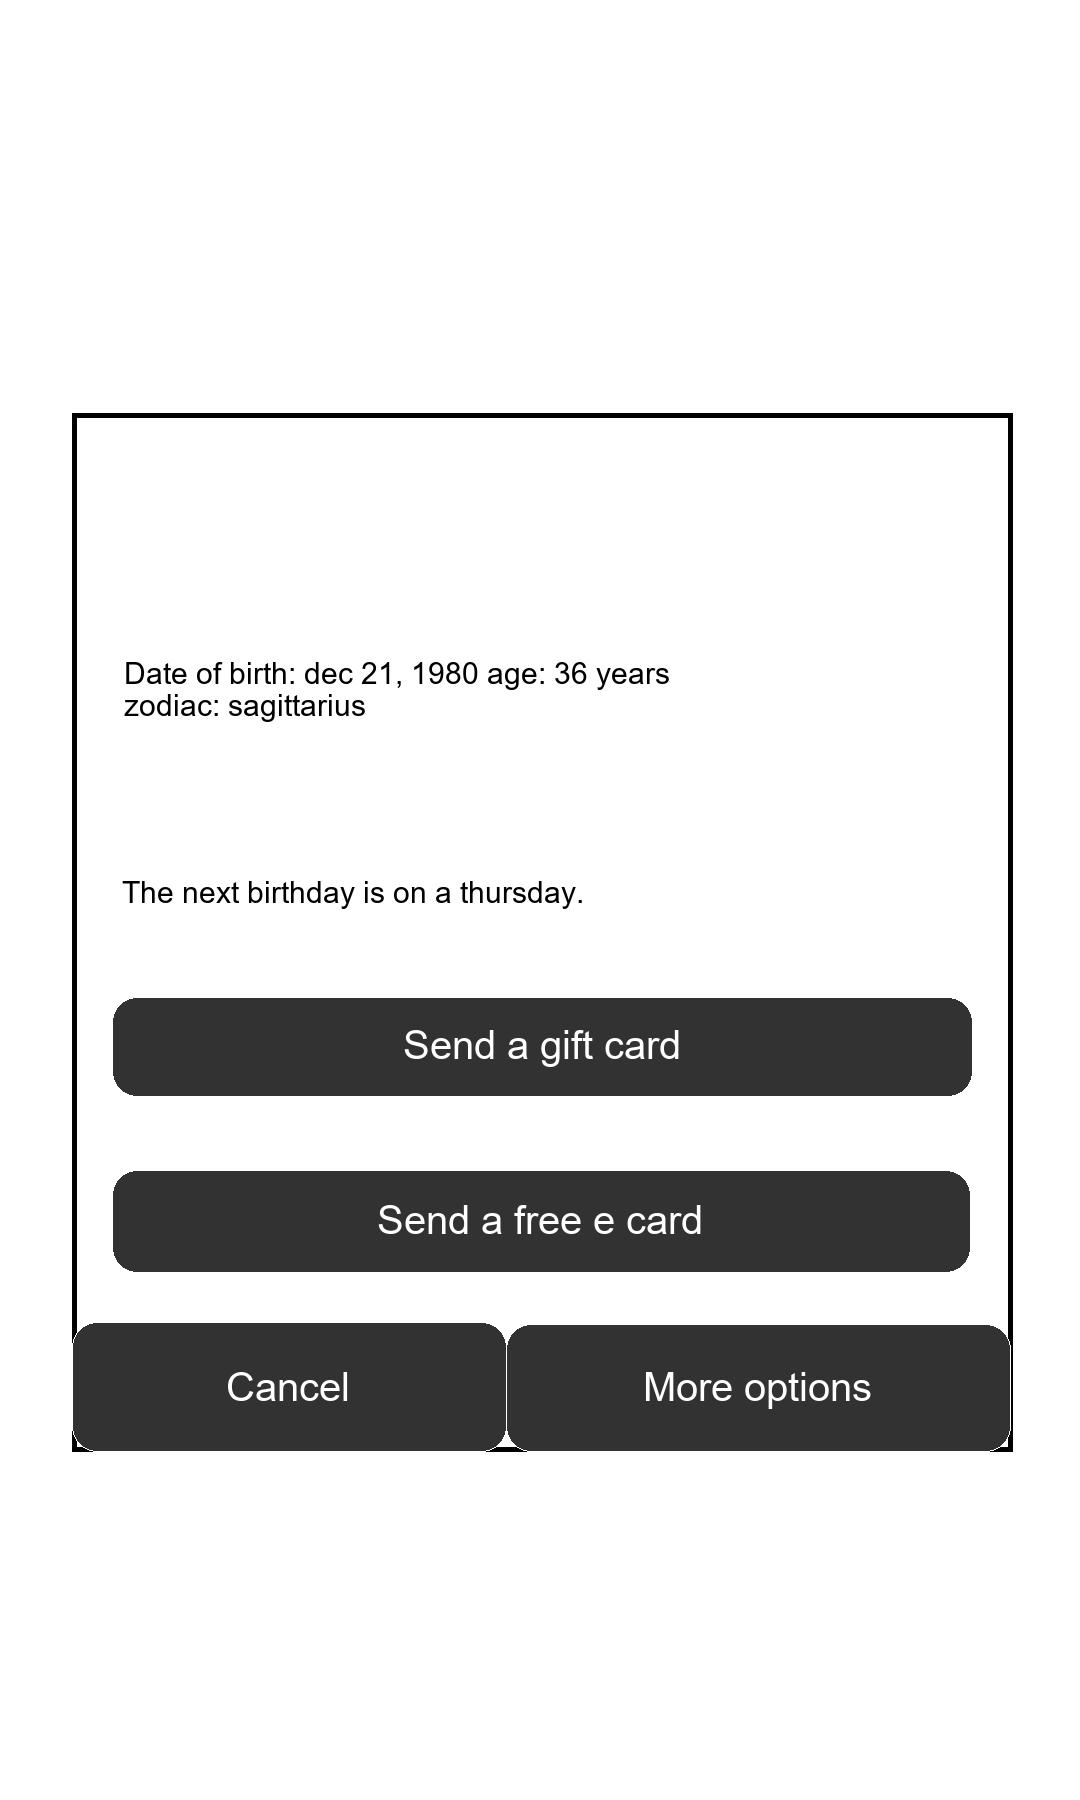 Date of birth: dec 21, 1980 age: 36 years
zodiac: sagittarius
The next birthday is on a thursday.
Send a gift card
Send a free e card
Cancel
More options